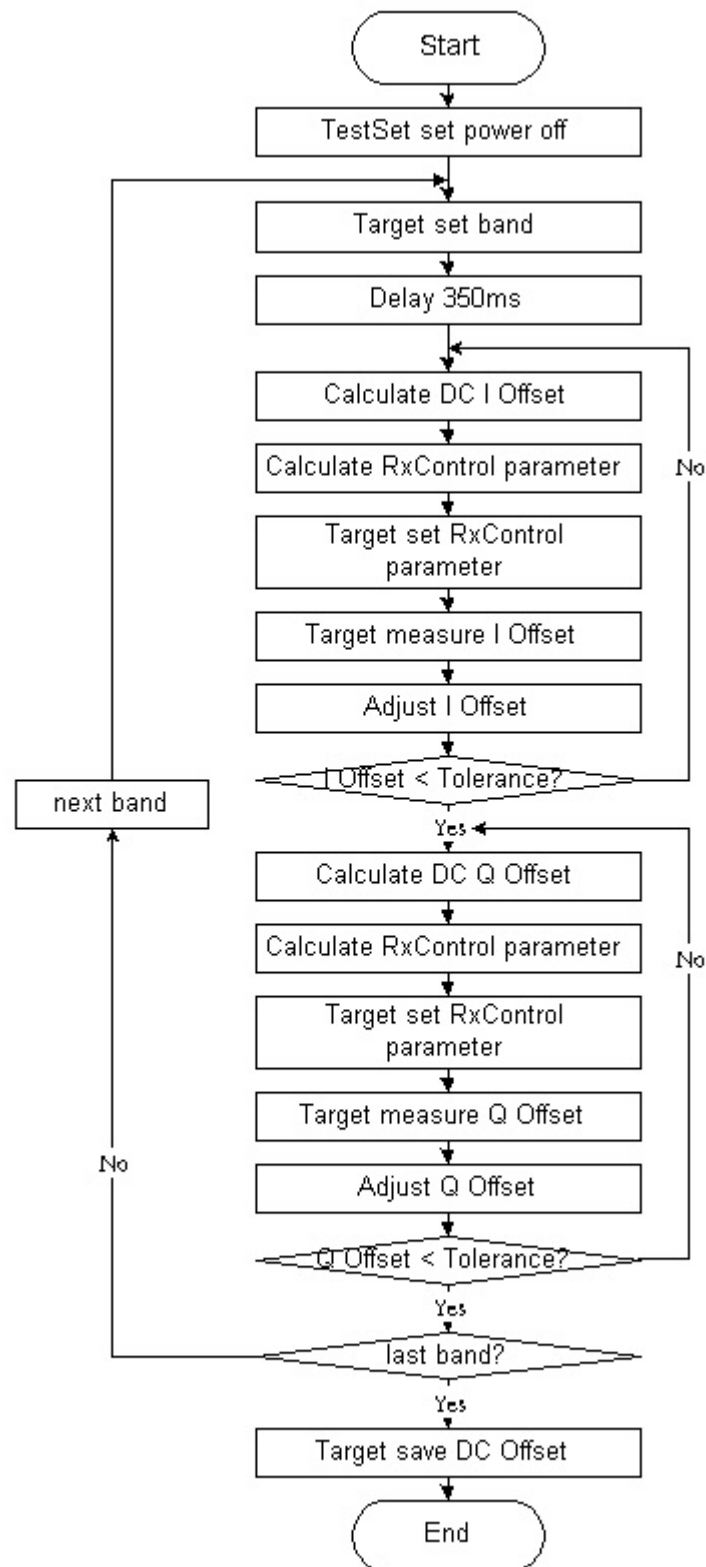 Start
TestSet set power off
Target set band
Delay 350ms
Calculate DC I Offset
Calculate RxControl parameter
No
Target set RxControl
parameter
Target measure I Offset
Adjust I Offset
I Offset < Tolerance?
next band
Yes
Calculate DC Q Offset
Calculate RxControl parameter
No
Target set RxControl
parameter
Target measure Q Offset
No
Adjust Q Offset
Q Offset < Tolerance?
Yes
last band?
Yes
Target save DC Offset
End